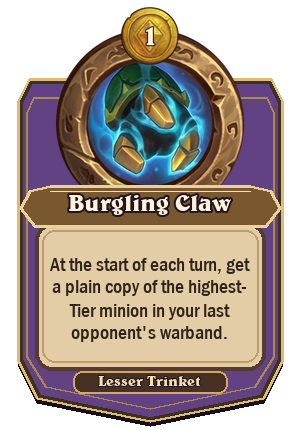 1
Burgling Claw
At the start of each turn, get
a plain copy of the highest-
Tier minion in your last
opponent's warband.
Lesser Trinket